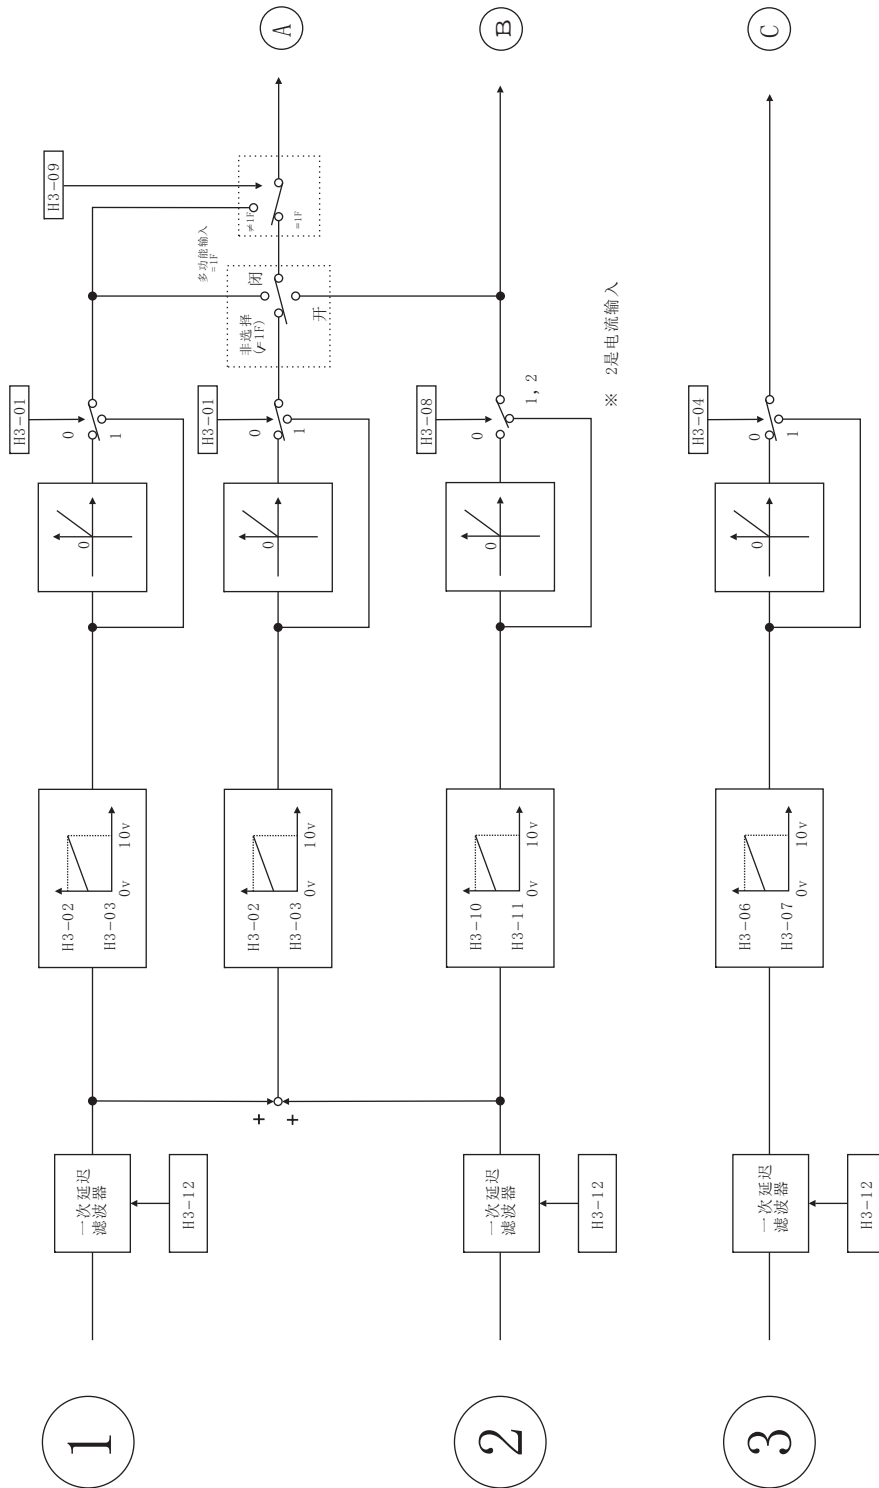 1
一次延迟
滤波器
H3-12
H3-02
H3-03
0v
10v
0
H3-01
0
1
H3-09
+
+
H3-02
H3-03
0v
10v
0
H3-01
0
1
非选择
(≠1F)
多功能输入
=1F
闭
开
≠1F
=1F
A
2
一次延迟
滤波器
H3-12
H3-10
H3-11
0v
10v
0
H3-08
0
1, 2
※ 2是电流输入
B
3
一次延迟
滤波器
H3-12
H3-06
H3-07
0v
10v
0
H3-04
0
1
C